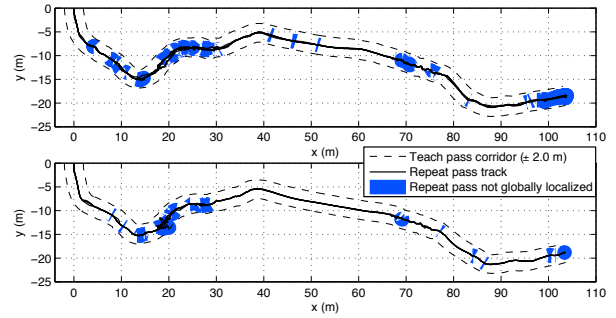 0
−5
−10
−15
−20
−25
y (m)
0 10 20 30 40 50 60 70 80 90 100 110
x (m)
Teach pass corridor (± 2.0 m)
Repeat pass track
Repeat pass not globally localized
0
−5
−10
−15
−20
−25
y (m)
0 10 20 30 40 50 60 70 80 90 100 110
x (m)